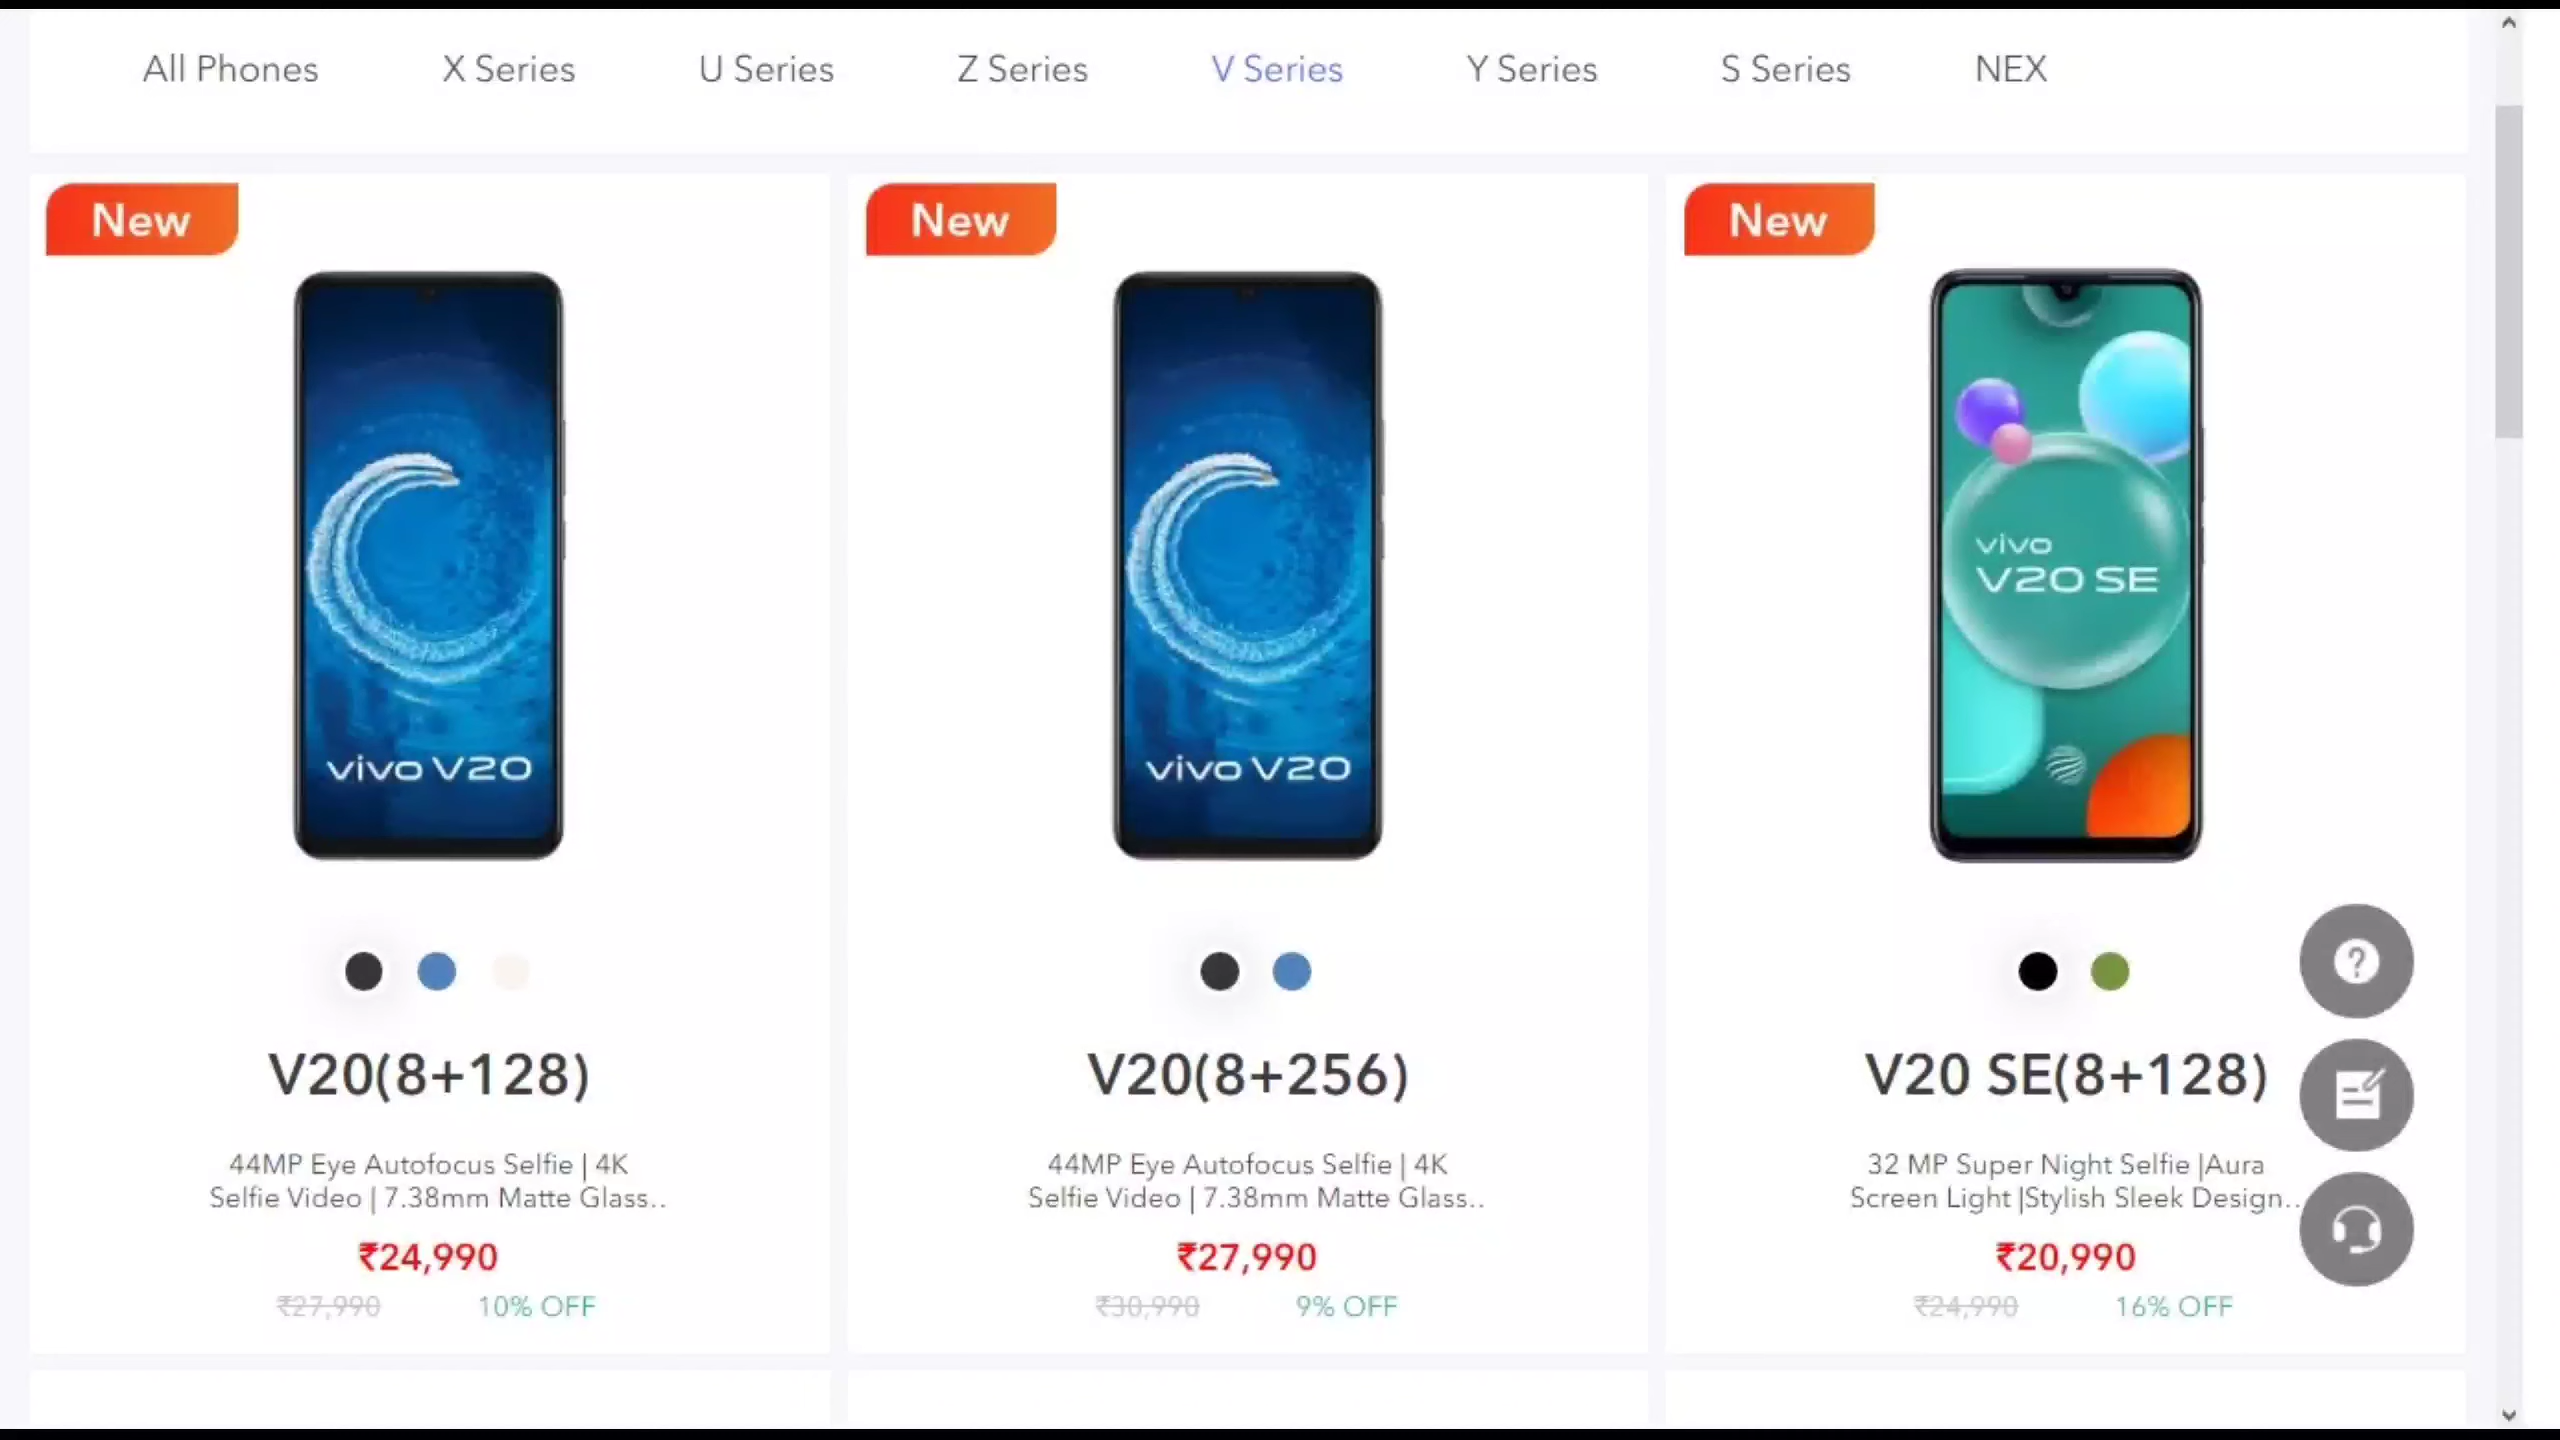 All Phones X Series U Series Z Series V Series Y Series S Series NEX
New
vivo V20
V20(8+128)
44MP Eye Autofocus Selfie | 4K
Selfie Video | 7.38mm Matte Glass..
₹24,990
₹27,990 10% OFF
New
vivo V20
V20(8+256)
44MP Eye Autofocus Selfie | 4K
Selfie Video | 7.38mm Matte Glass..
₹27,990
₹30,990 9% OFF
New
vivo
V20 SE
V20 SE(8+128)
32 MP Super Night Selfie |Aura
Screen Light |Stylish Sleek Design..
₹20,990
₹24,990 16% OFF
?